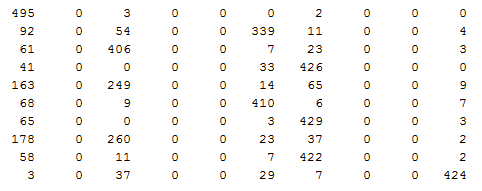 495 0 3 0 0 0 2 0 0 0
92 0 54 0 0 339 11 0 0 4
61 0 406 0 0 7 23 0 0 3
41 0 0 0 0 33 426 0 0 0
163 0 249 0 0 14 65 0 0 9
68 0 9 0 0 410 6 0 0 7
65 0 0 0 0 3 429 0 0 3
178 0 260 0 0 23 37 0 0 2
58 0 11 0 0 7 422 0 0 2
3 0 37 0 0 29 7 0 0 424